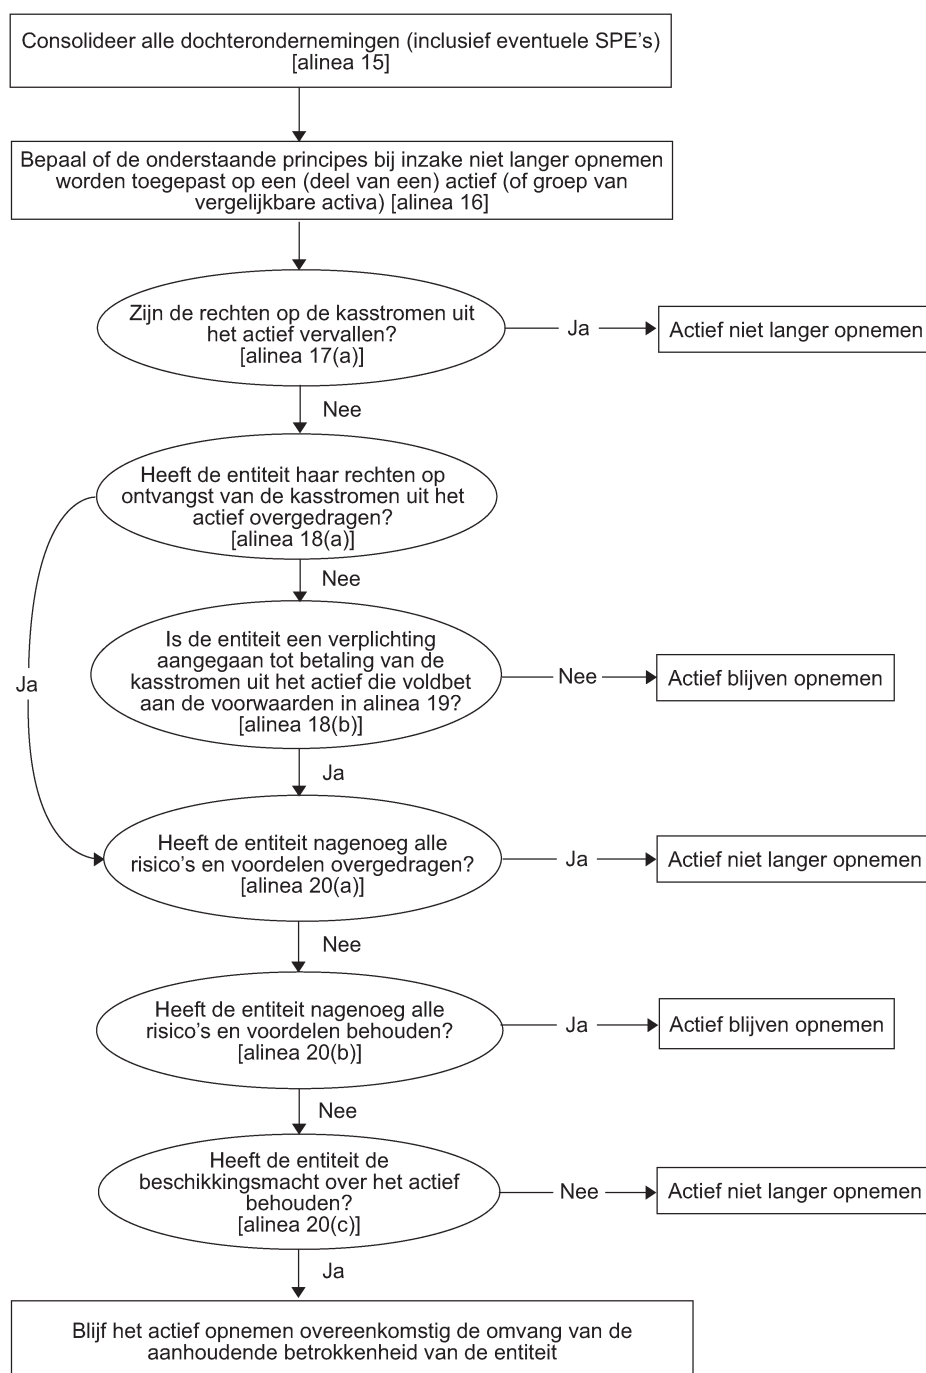 Consolideer alle dochterondernemingen (inclusief eventuele SPE's)
[alinea 15]
Bepaal of de onderstaande principes bij inzake niet langer opnemen
worden toegepast op een (deel van een) actief (of groep van
vergelijkbare activa) [alinea 16]
Zijn de rechten op de kasstromen uit
het actief vervallen?
[alinea 17(a)]
Ja
Actief niet langer opnemen
Nee
Heeft de entiteit haar rechten op
ontvangst van de kasstromen uit het
actief overgedragen?
[alinea 18(a)]
Nee
Ja
Is de entiteit een verplichting
aangegaan tot betaling van de
kasstromen uit het actief die voldbet
aan de voorwaarden in alinea 19?
[alinea 18(b)]
Nee
Actief blijven opnemen
Ja
Heeft de entiteit nagenoeg alle
risico's en voordelen overgedragen?
[alinea 20(a)]
Ja
Actief niet langer opnemen
Nee
Heeft de entiteit nagenoeg alle
risico's en voordelen behouden?
[alinea 20(b)]
Ja
Actief blijven opnemen
Nee
Heeft de entiteit de
beschikkingsmacht over het actief
behouden?
[alinea 20(c)]
Nee
Actief niet langer opnemen
Ja
Blijf het actief opnemen overeenkomstig de omvang van de
aanhoudende betrokkenheid van de entiteit